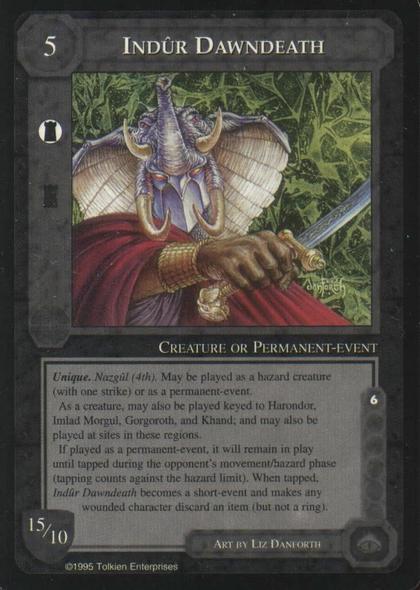 5
INDÛR DAWNDEATH
danforth
CREATURE OR PERMANENT-EVENT
Unique. Nazgûl (4th). May be played as a hazard creature
(with one strike) or as a permanent-event.
As a creature, may also be played keyed to Harondor,
Imlad Morgul, Gorgoroth, and Khand; and may also be
played at sites in these regions.
If played as a permanent-event, it will remain in play
until tapped during the opponent's movement/hazard phase
(tapping counts against the hazard limit). When tapped,
Indûr Dawndeath becomes a short-event and makes any
wounded character discard an item (but not a ring).
6
15/10
ART BY LIZ DANFORTH
©1995 Tolkien Enterprises